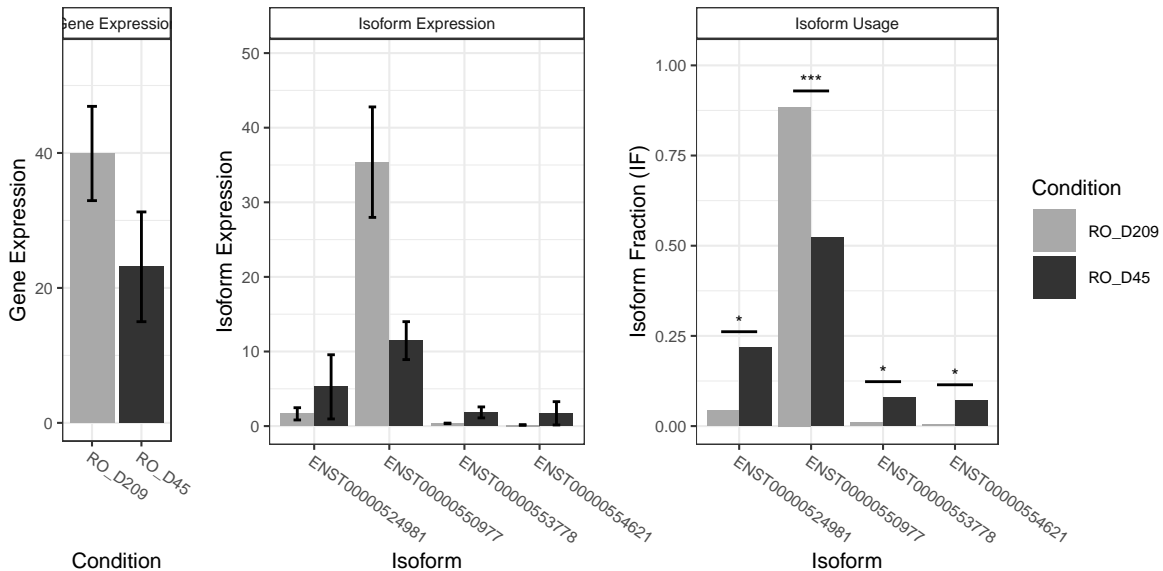 Gene Expression
Isoform Expression
Isoform Usage
Gene Expression
40
20
0
RO_D209
RO_D45
Condition
Isoform Expression
50
40
30
20
10
0
ENST00000524981
ENST00000550977
ENST00000553778
ENST00000554621
Isoform
Isoform Fraction (IF)
1.00
0.75
0.50
0.25
0.00
*
***
*
*
ENST00000524981
ENST00000550977
ENST00000553778
ENST00000554621
Isoform
Condition
RO_D209
RO_D45